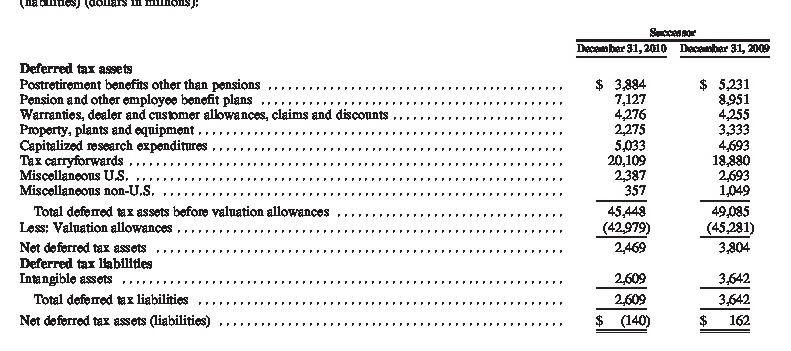 (liabilities) (dollars in millions):
Successor
December 31, 2010 December 31, 2009
Deferred tax assets
Postretirement benefits other than pensions $ 3,884 $ 5,231
Pension and other employee benefit plans 7,127 8,951
Warranties, dealer and customer allowances, claims and discounts 4,276 4,255
Property, plants and equipment 2,275 3,333
Capitalized research expenditures 5,033 4,693
Tax carryforwards 20,109 18,880
Miscellaneous U.S. 2,387 2,693
Miscellaneous non-U.S. 357 1,049
Total deferred tax assets before valuation allowances 45,448 49,085
Less: Valuation allowances (42,979) (45,281)
Net deferred tax assets 2,469 3,804
Deferred tax liabilities
Intangible assets 2,609 3,642
Total deferred tax liabilities 2,609 3,642
Net deferred tax assets (liabilities) $ (140) $ 162